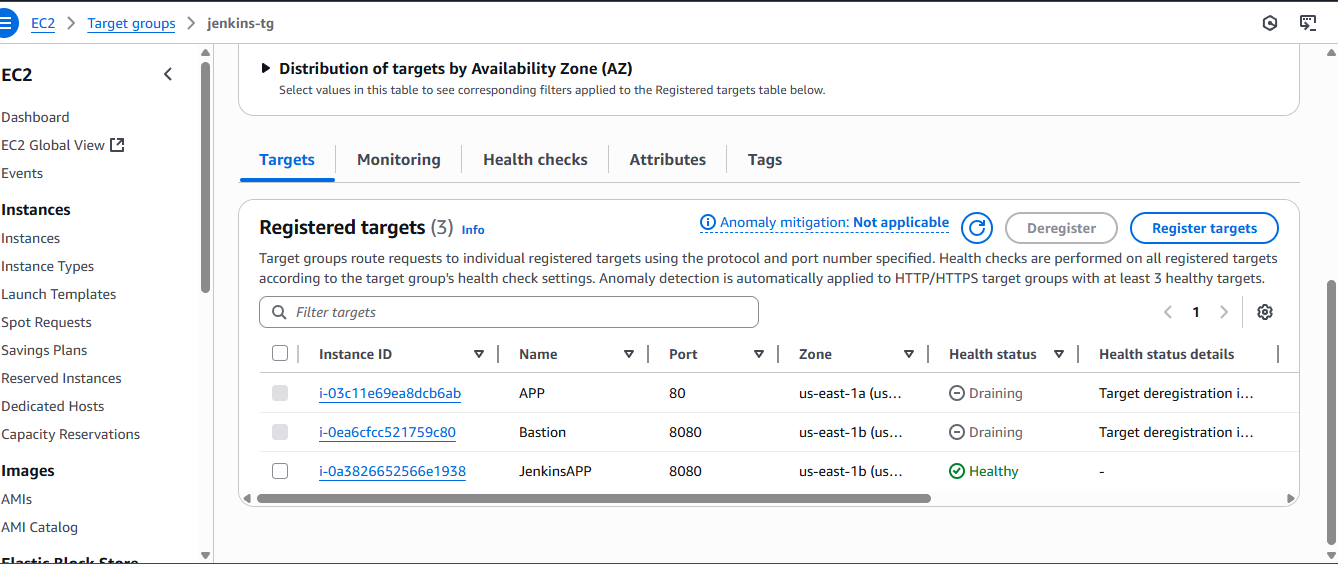 EC2 > Target groups > jenkins-tg
EC2
Dashboard
EC2 Global View
Events
Instances
Instances
Instance Types
Launch Templates
Spot Requests
Savings Plans
Reserved Instances
Dedicated Hosts
Capacity Reservations
Images
AMIs
AMI Catalog
Elastic Block Store
Distribution of targets by Availability Zone (AZ)
Select values in this table to see corresponding filters applied to the Registered targets table below.
Targets Monitoring Health checks Attributes Tags
Registered targets (3) Info Anomaly mitigation: Not applicable Deregister Register targets
Target groups route requests to individual registered targets using the protocol and port number specified. Health checks are performed on all registered targets
according to the target group's health check settings. Anomaly detection is automatically applied to HTTP/HTTPS target groups with at least 3 healthy targets.
Filter targets 1
Instance ID Name Port Zone Health status Health status details
i-03c11e69ea8dcb6ab APP 80 us-east-1a (us... Draining Target deregistration i...
i-0ea6cfcc521759c80 Bastion 8080 us-east-1b (us... Draining Target deregistration i...
i-0a3826652566e1938 JenkinsAPP 8080 us-east-1b (us... Healthy -